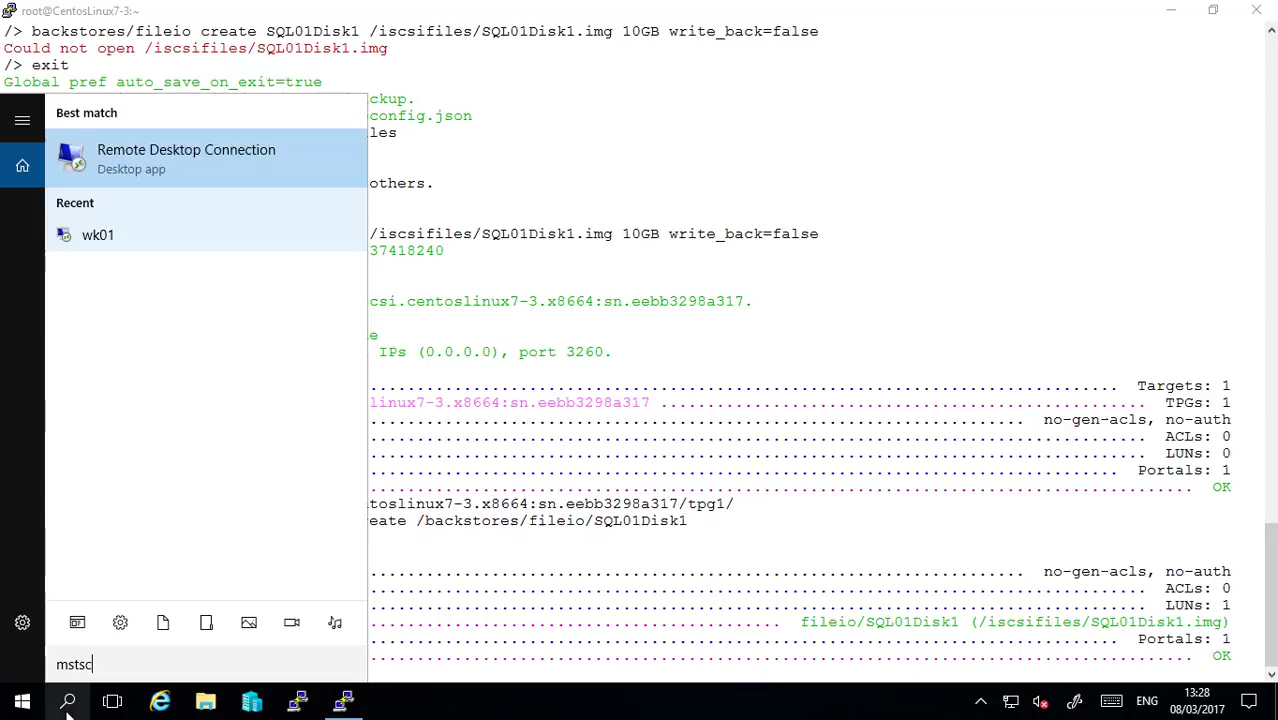 root@CentosLinux7-3:~
/> backstores/fileio create SQL01Disk1 /iscsifiles/SQL01Disk1.img 10GB write_back=false
Could not open /iscsifiles/SQL01Disk1.img
/> exit
Global pref auto_save_on_exit=true
ckup.
config.json
les
others.
/iscsifiles/SQL01Disk1.img 10GB write_back=false
37418240
csi.centoslinux7-3.x8664:sn.eebb3298a317.
e
IPs (0.0.0.0), port 3260.
Targets: 1
linux7-3.x8664:sn.eebb3298a317 TPGs: 1
no-gen-acls, no-auth
ACLs: 0
LUNs: 0
Portals: 1
OK
toslinux7-3.x8664:sn.eebb3298a317/tpg1/
eate /backstores/fileio/SQL01Disk1
no-gen-acls, no-auth
ACLs: 0
LUNs: 1
fileio/SQL01Disk1 (/iscsifiles/SQL01Disk1.img)
Portals: 1
OK
Best match
Remote Desktop Connection
Desktop app
Recent
wk01
mstsc
ENG
13:28
08/03/2017